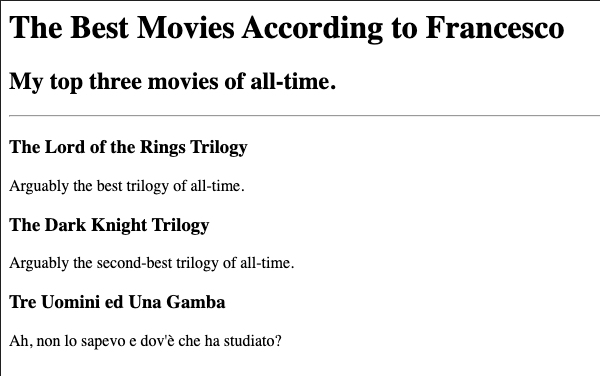 The Best Movies According to Francesco
My top three movies of all-time.
The Lord of the Rings Trilogy
Arguably the best trilogy of all-time.
The Dark Knight Trilogy
Arguably the second-best trilogy of all-time.
Tre Uomini ed Una Gamba
Ah, non lo sapevo e dov'è che ha studiato?